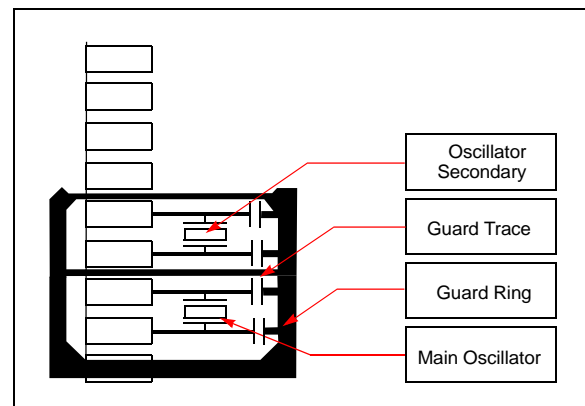 Oscillator
Secondary
Guard Trace
Guard Ring
Main Oscillator